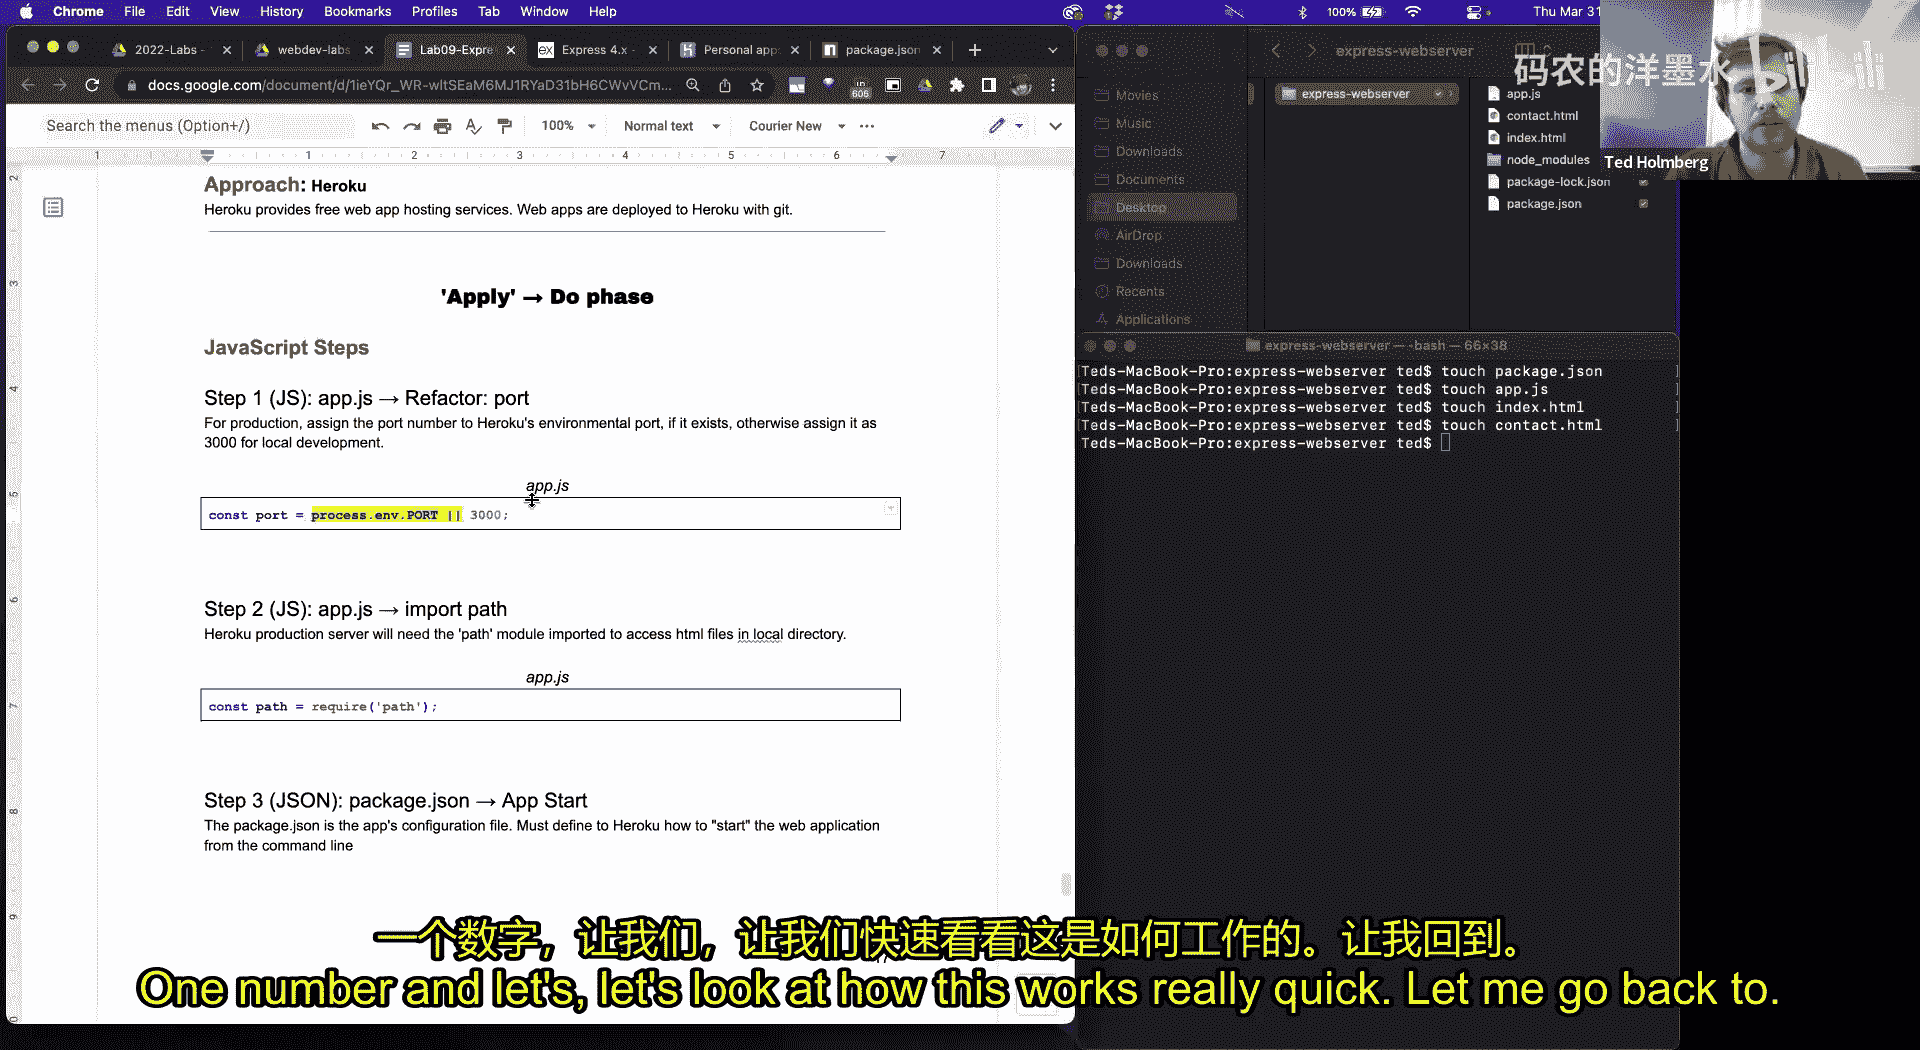 Chrome File Edit View History Bookmarks Profiles Tab Window Help
100% Thu Mar 31
2022-Labs - webdev-labs Lab09-Expre Express 4.x - Personal app package.json
docs.google.com/document/d/1ieYQr_WR-wltSEaM6MJ1RYaD31bH6CWvVCm...
606
Search the menus (Option+/) 100% Normal text Courier New
1 1 2 3 4 5 6 7
Approach: Heroku
Heroku provides free web app hosting services. Web apps are deployed to Heroku with git.
'Apply' → Do phase
JavaScript Steps
Step 1 (JS): app.js → Refactor: port
For production, assign the port number to Heroku's environmental port, if it exists, otherwise assign it as
3000 for local development.
app.js
const port = process.env.PORT || 3000;
Step 2 (JS): app.js → import path
Heroku production server will need the 'path' module imported to access html files in local directory.
app.js
const path = require('path');
Step 3 (JSON): package.json → App Start
The package.json is the app's configuration file. Must define to Heroku how to "start" the web application
from the command line
express-webserver
Movies
Music
Downloads
Documents
Desktop
AirDrop
Downloads
Recents
Applications
express-webserver
app.js
contact.html
index.html
node_modules
package-lock.json
package.json
码农的洋墨水
bilibili
Ted Holmberg
express-webserver — -bash — 66×38
[Teds-MacBook-Pro:express-webserver ted$ touch package.json ]
[Teds-MacBook-Pro:express-webserver ted$ touch app.js ]
[Teds-MacBook-Pro:express-webserver ted$ touch index.html ]
[Teds-MacBook-Pro:express-webserver ted$ touch contact.html ]
Teds-MacBook-Pro:express-webserver ted$
一个数字，让我们，让我们快速看看这是如何工作的。让我回到。
One number and let's, let's look at how this works really quick. Let me go back to.